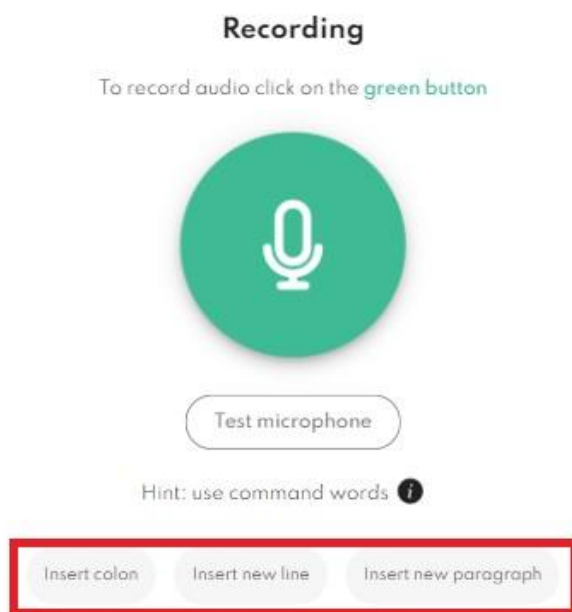 Recording
To record audio click on the green button
Test microphone
Hint: use command words i
Insert colon Insert new line Insert new paragraph